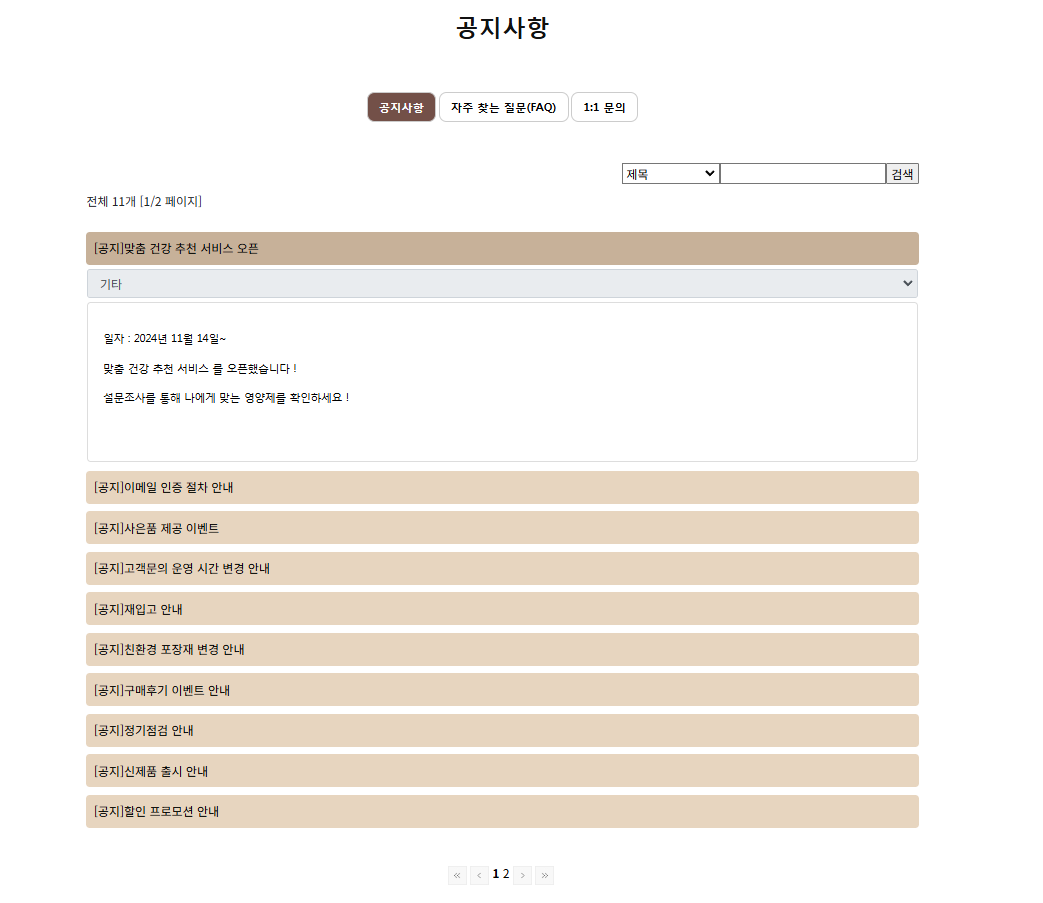 공지사항
공지사항 자주 찾는 질문(FAQ) 1:1 문의
제목 검색
전체 11개 [1/2 페이지]
[공지]맞춤 건강 추천 서비스 오픈
기타
일자 : 2024년 11월 14일~
맞춤 건강 추천 서비스 를 오픈했습니다 !
설문조사를 통해 나에게 맞는 영양제를 확인하세요 !
[공지]이메일 인증 절차 안내
[공지]사은품 제공 이벤트
[공지]고객문의 운영 시간 변경 안내
[공지]재입고 안내
[공지]친환경 포장재 변경 안내
[공지]구매후기 이벤트 안내
[공지]정기점검 안내
[공지]신제품 출시 안내
[공지]할인 프로모션 안내
« ‹ 1 2 › »